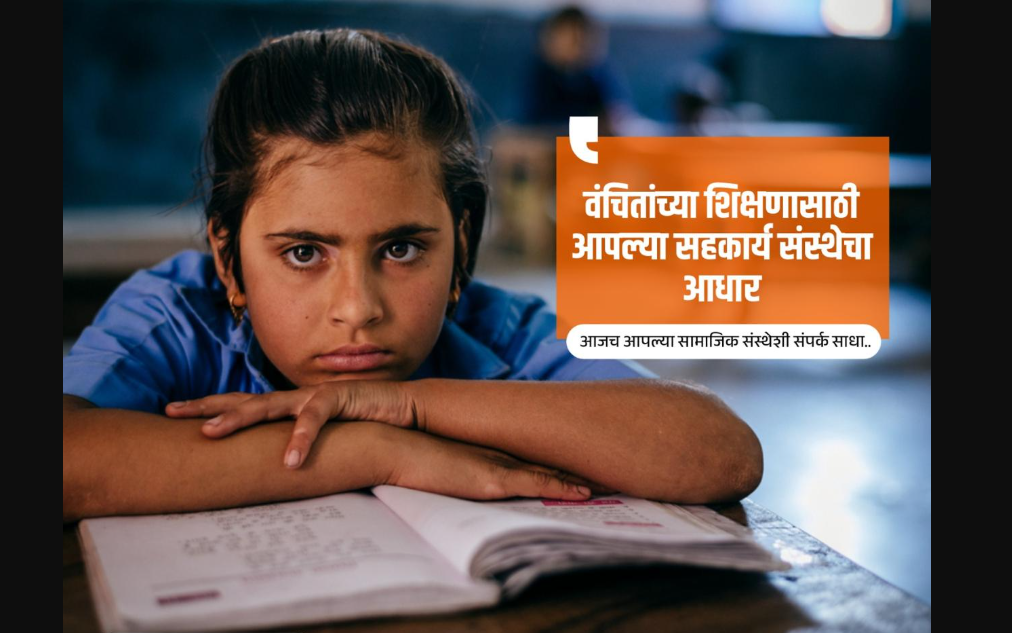 वंचितांच्या शिक्षणासाठी
आपल्या सहकार्य संस्थेचा
आधार
आजच आपल्या सामाजिक संस्थेशी संपर्क साधा..